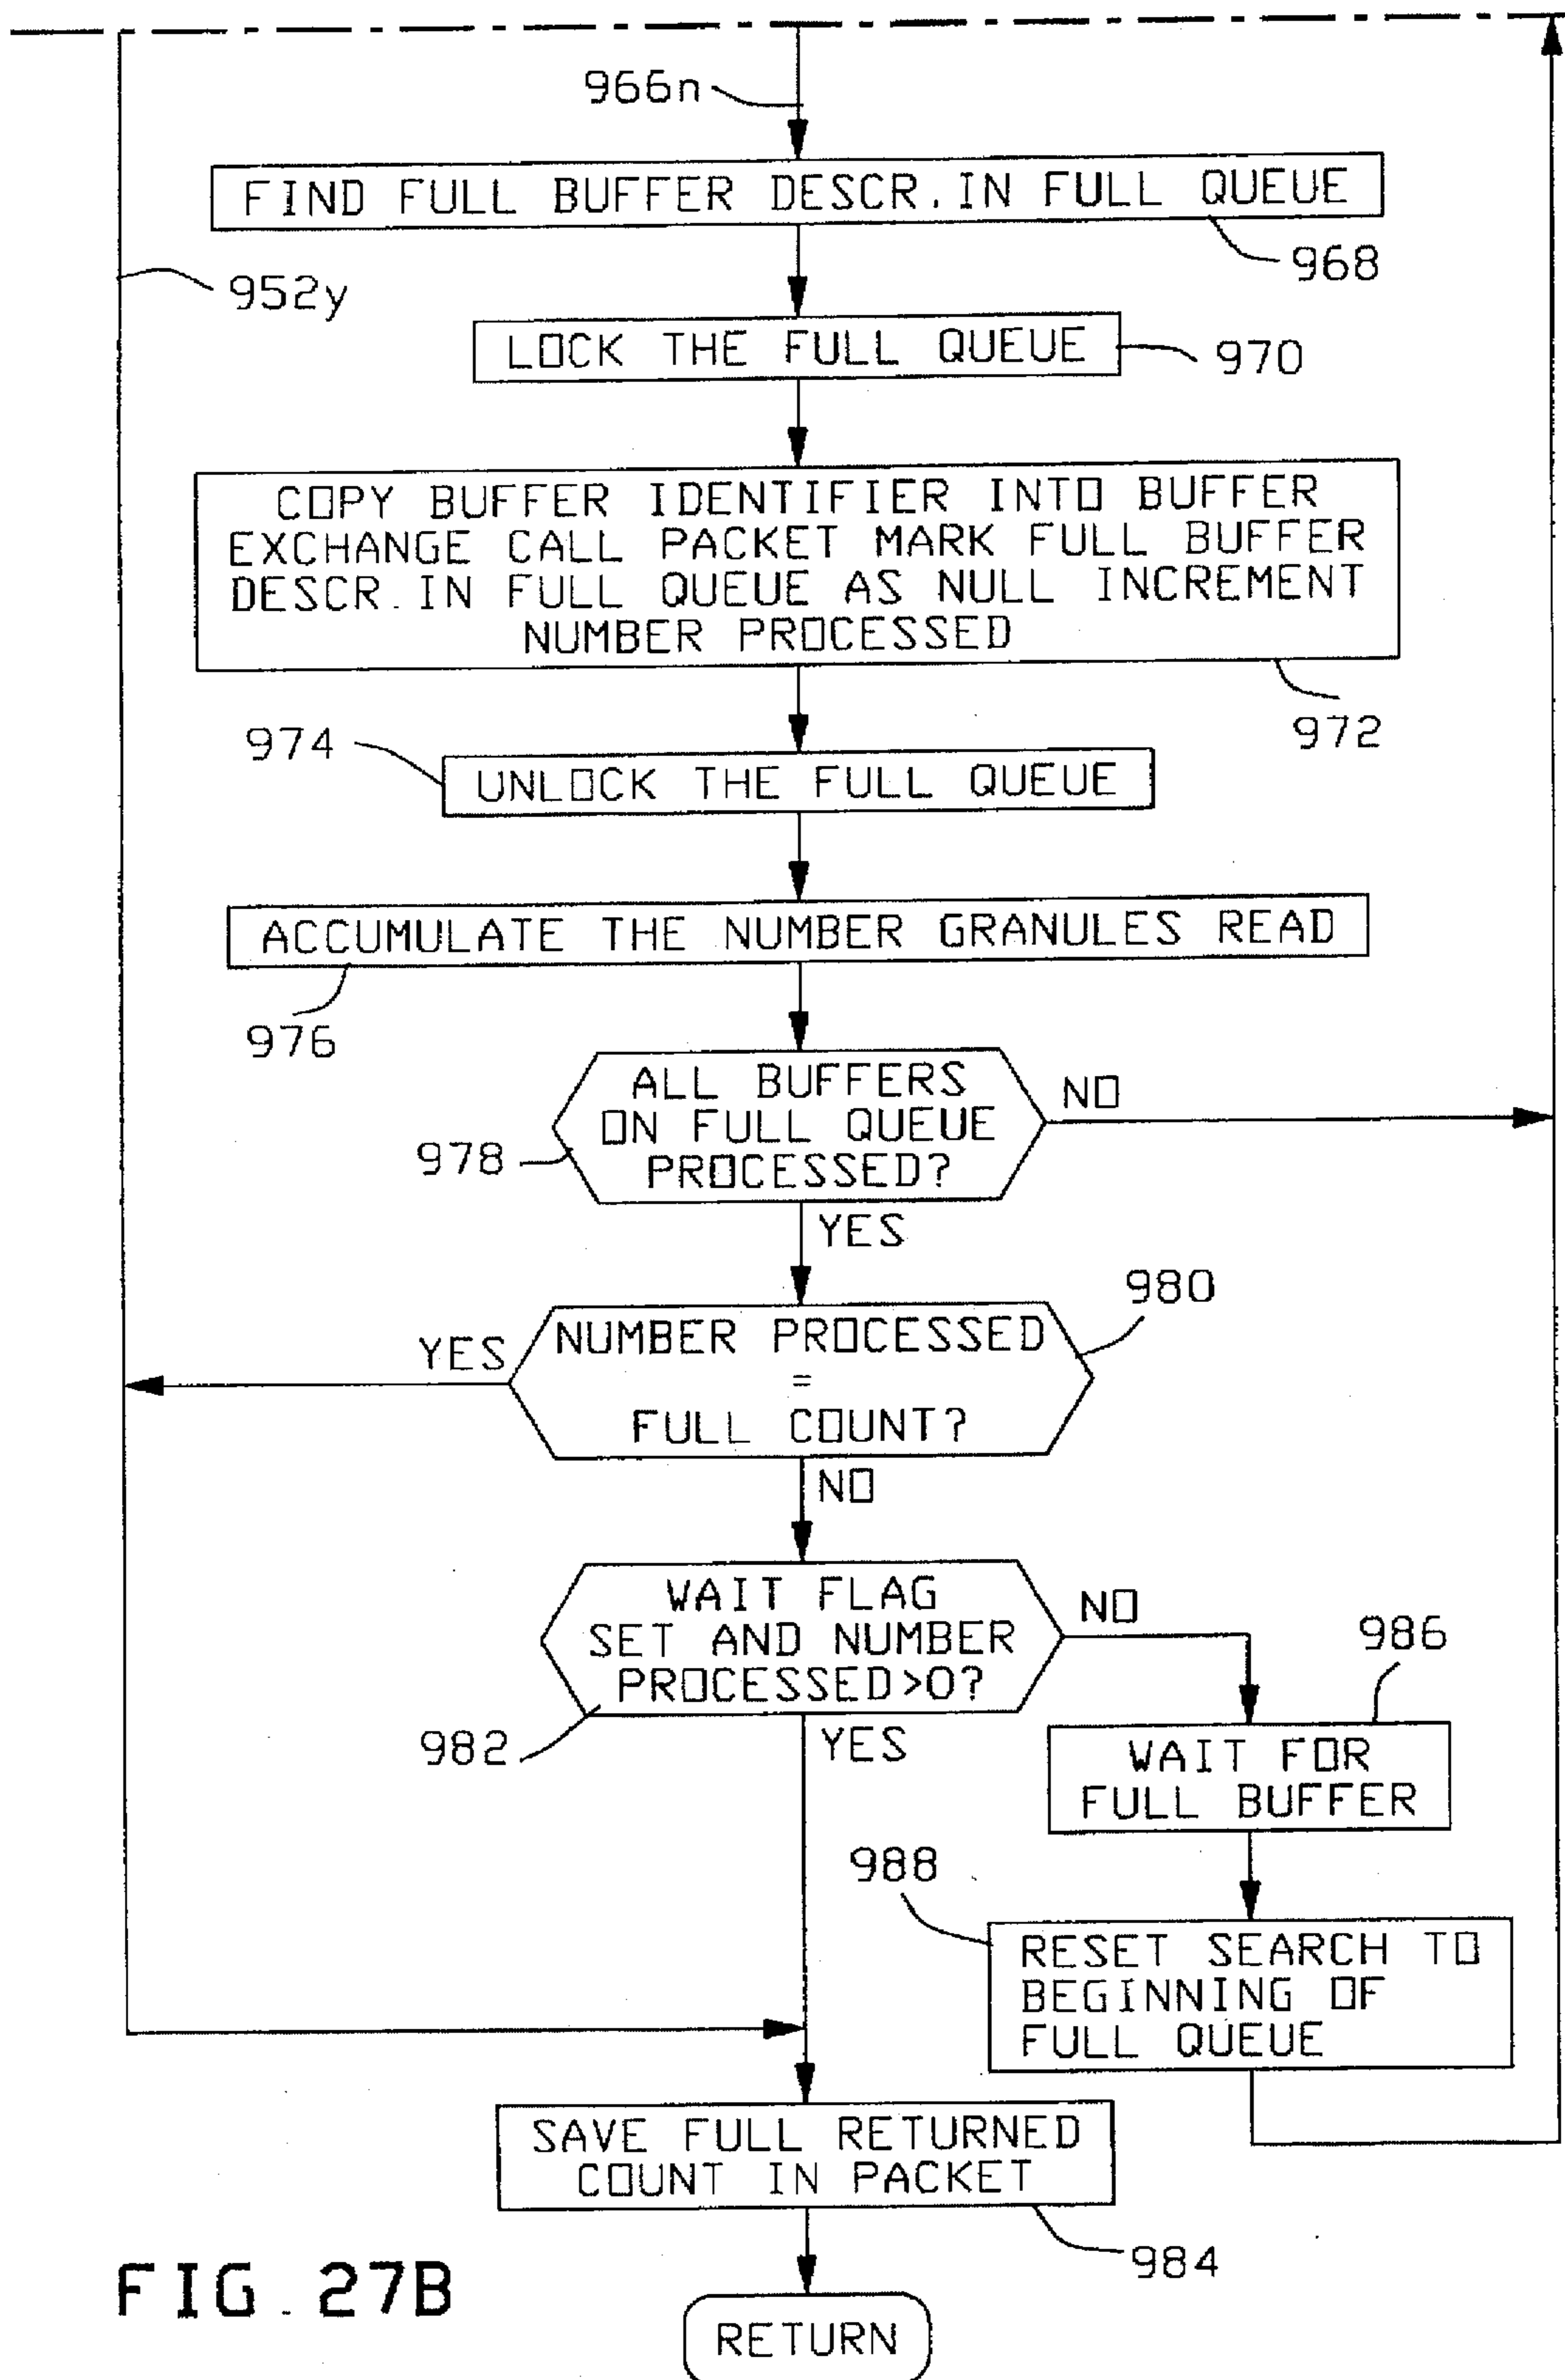 966n
FIND FULL BUFFER DESCR. IN FULL QUEUE
968
952y
LOCK THE FULL QUEUE
970
COPY BUFFER IDENTIFIER INTO BUFFER
EXCHANGE CALL PACKET MARK FULL BUFFER
DESCR. IN FULL QUEUE AS NULL INCREMENT
NUMBER PROCESSED
972
974
UNLOCK THE FULL QUEUE
ACCUMULATE THE NUMBER GRANULES READ
976
ALL BUFFERS
ON FULL QUEUE
PROCESSED?
NO
978
YES
980
NUMBER PROCESSED
=
FULL COUNT?
YES
NO
WAIT FLAG
SET AND NUMBER
PROCESSED>0?
NO
986
982
YES
WAIT FOR
FULL BUFFER
988
RESET SEARCH TO
BEGINNING OF
FULL QUEUE
SAVE FULL RETURNED
COUNT IN PACKET
984
FIG. 27B
RETURN